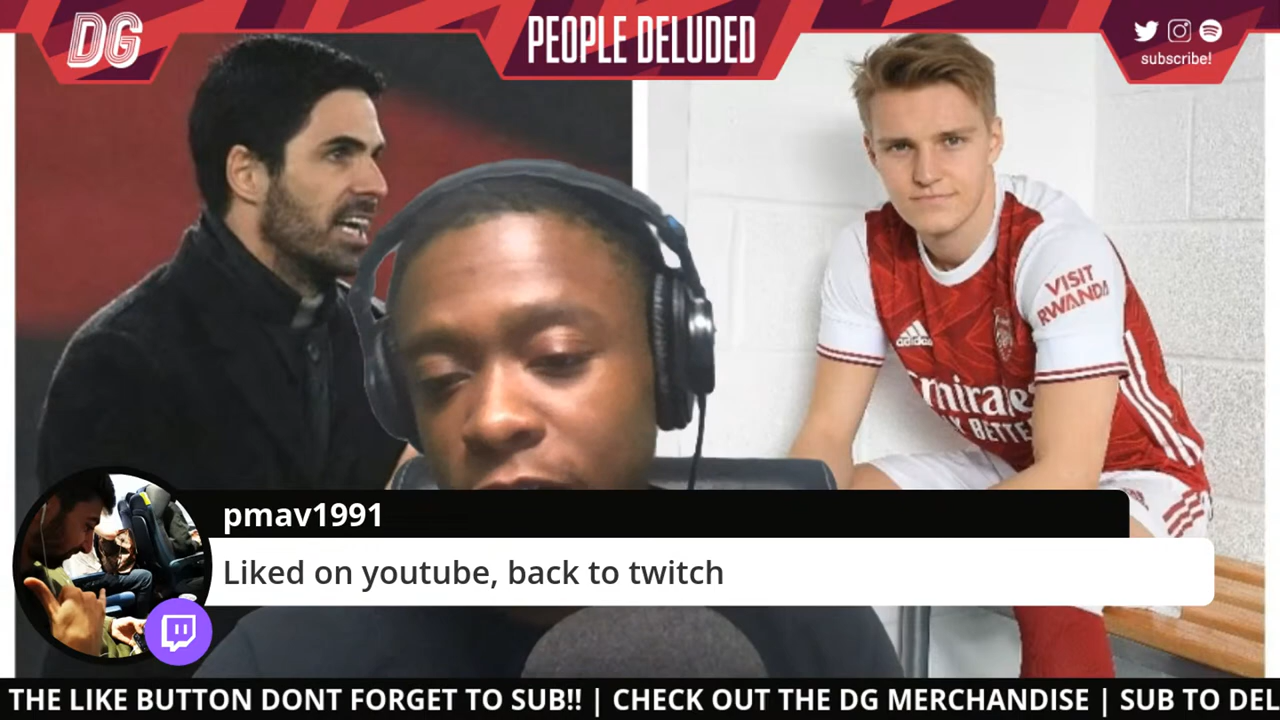 DG
PEOPLE DELUDED
subscribe!
VISIT
RWANDA
adidas
Emirates
BETTE
pmav1991
Liked on youtube, back to twitch
THE LIKE BUTTON DONT FORGET TO SUB!! | CHECK OUT THE DG MERCHANDISE | SUB TO DEL